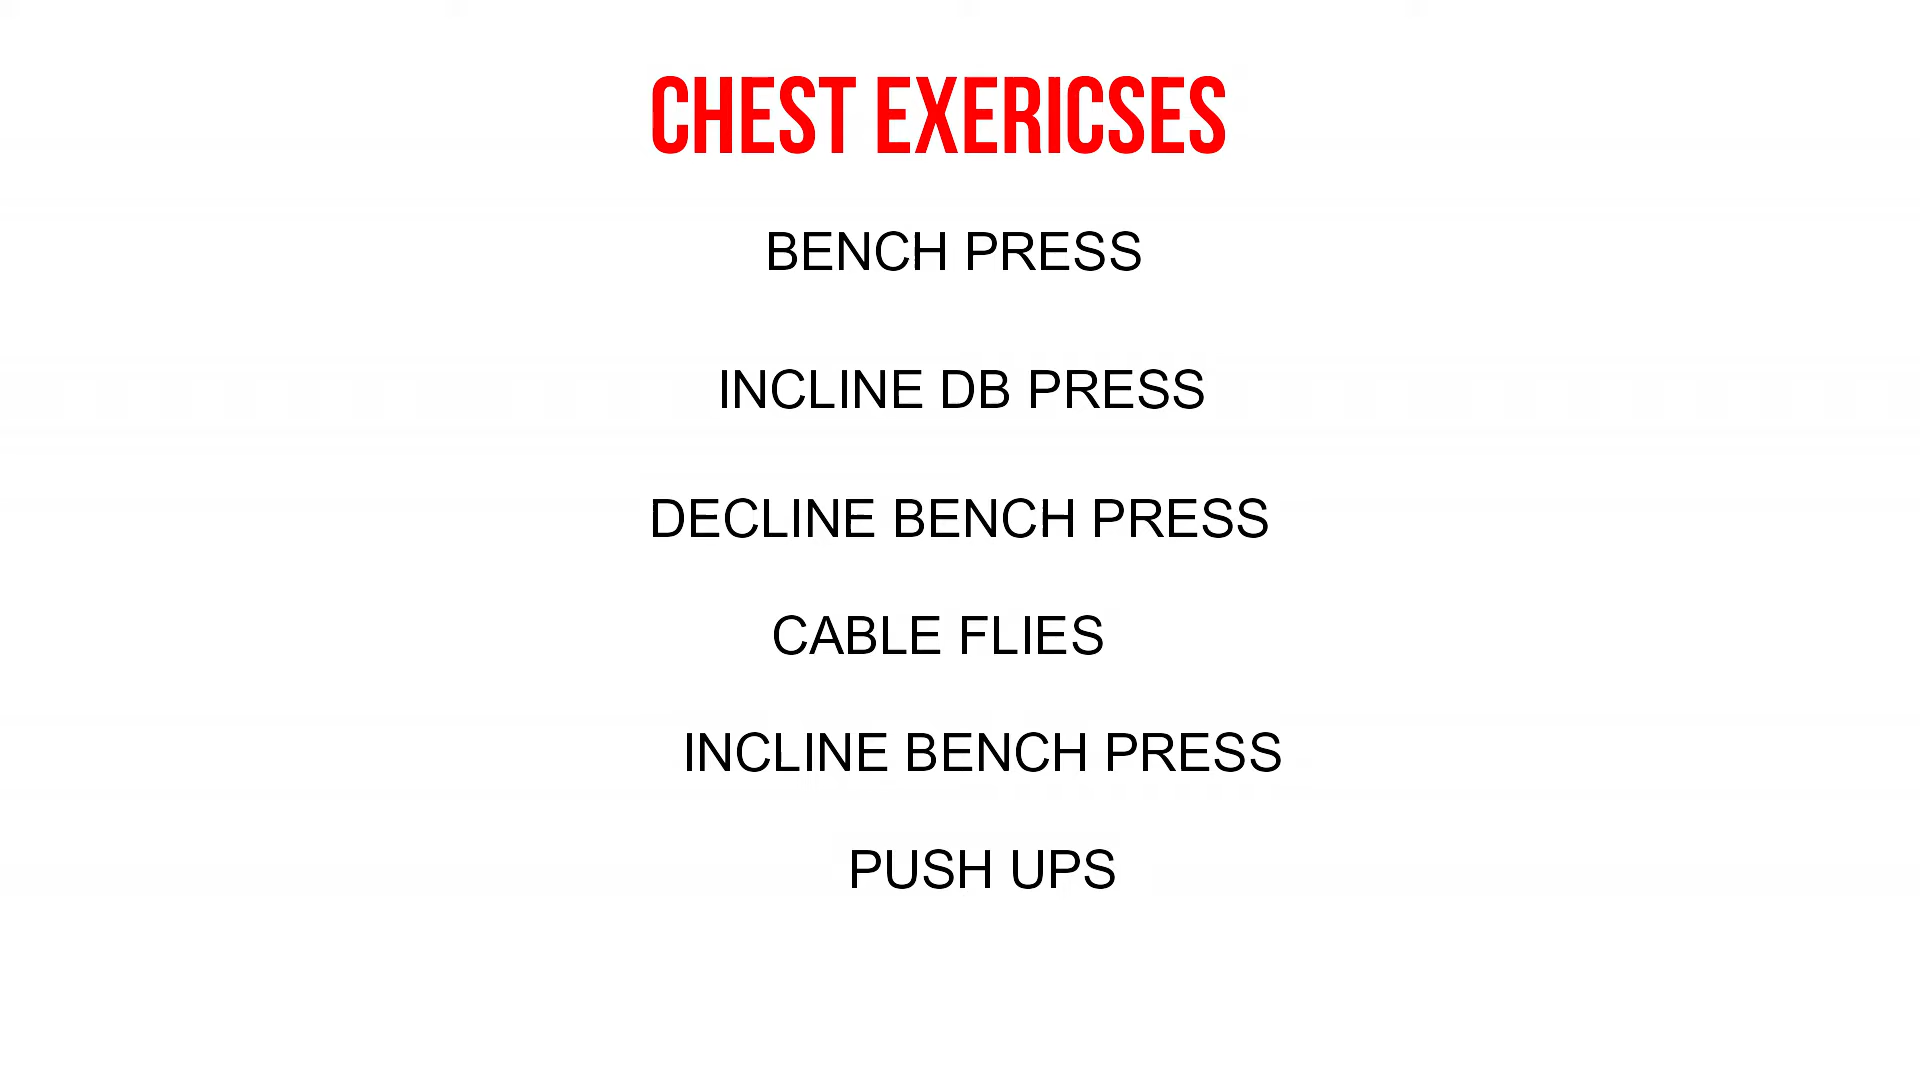 CHEST EXERICSES
BENCH PRESS
INCLINE DB PRESS
DECLINE BENCH PRESS
CABLE FLIES
INCLINE BENCH PRESS
PUSH UPS